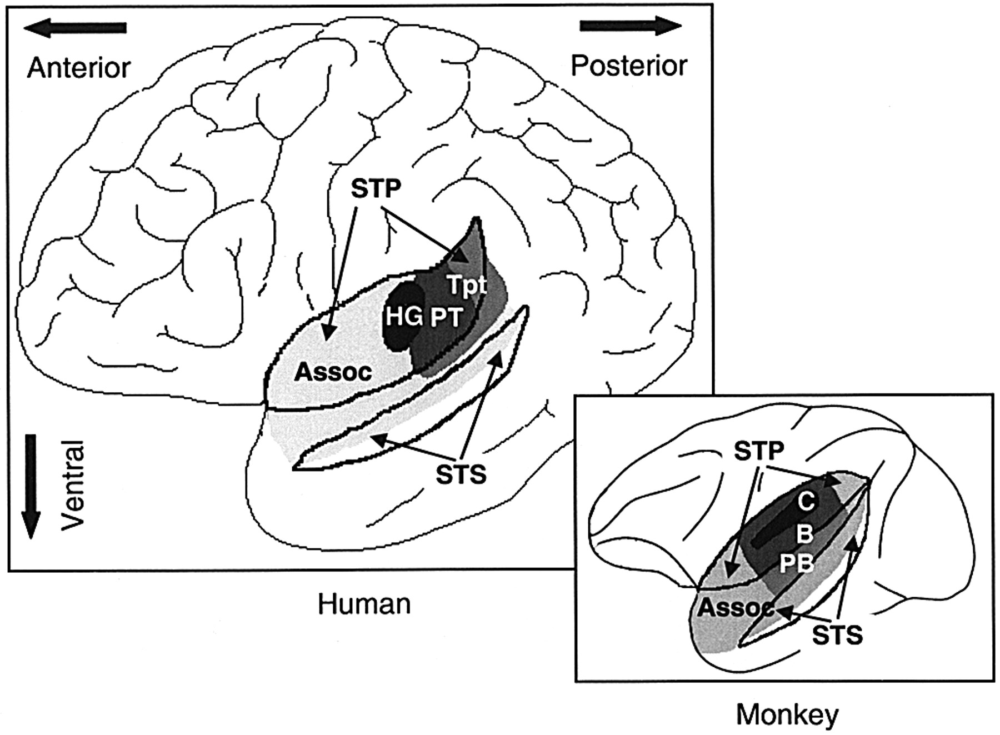 Anterior
Posterior
STP
Tpt
HG PT
Assoc
STS
Ventral
Human
STP
C
B
PB
Assoc
STS
Monkey